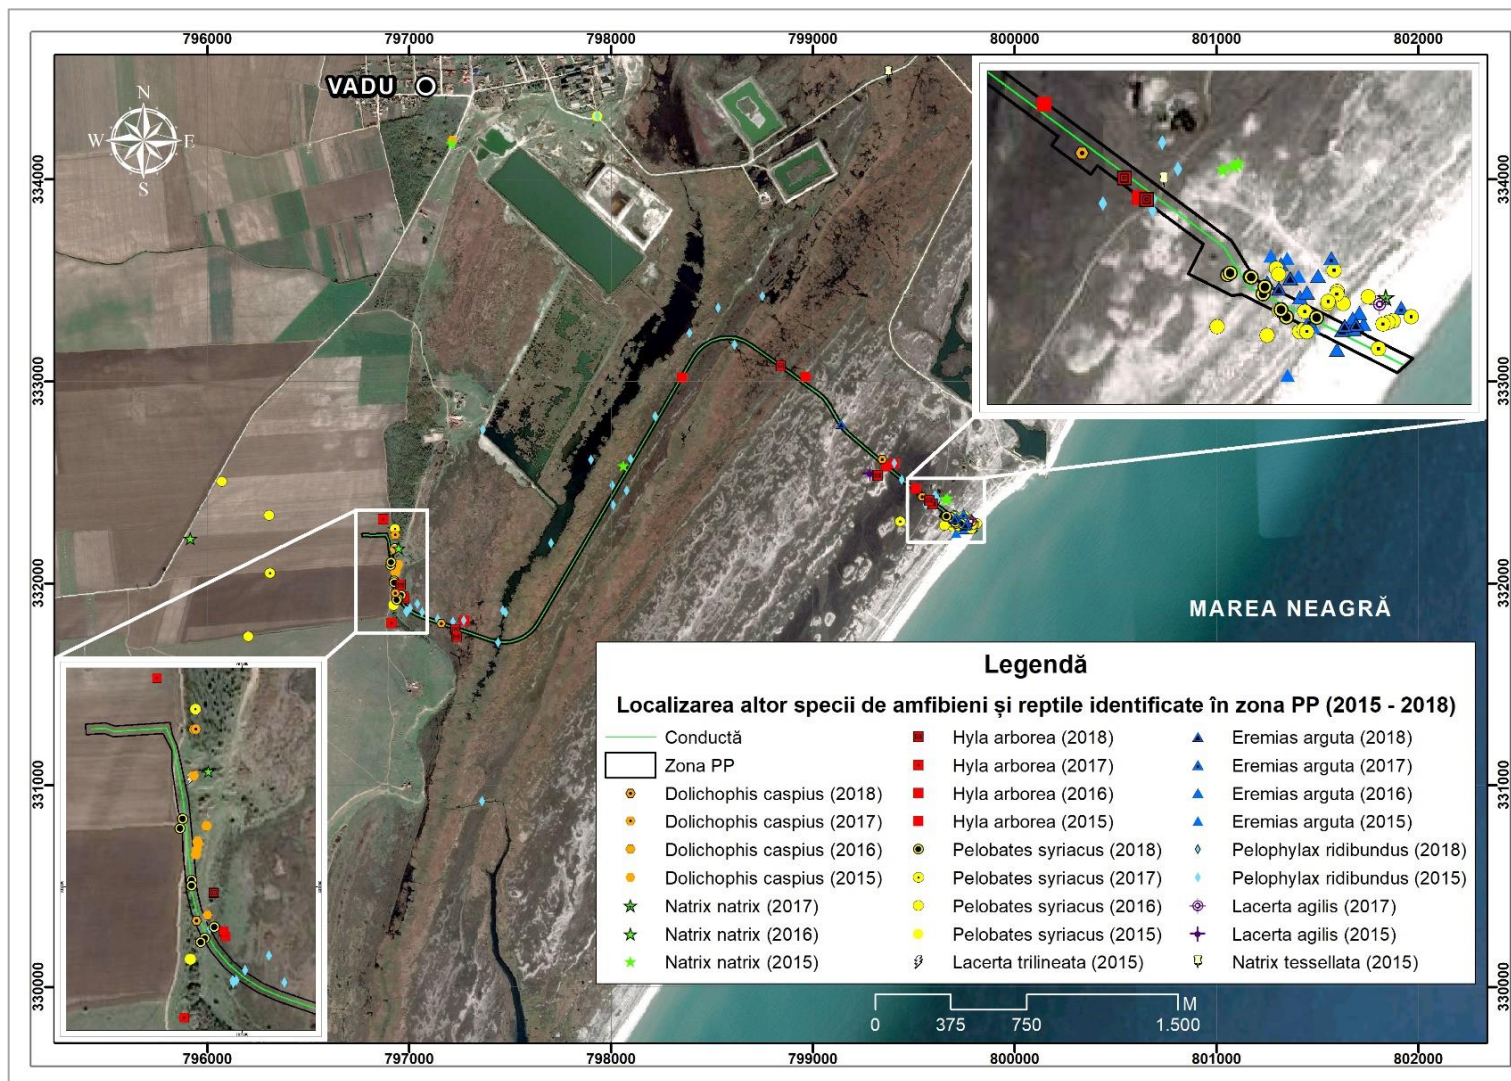 796000 797000 798000 799000 800000 801000 802000
VADU
N
W E
S
334000 334000
333000 333000
332000 332000
331000 331000
330000 330000
MAREA NEAGRĂ
Legendă
Localizarea altor specii de amfibieni și reptile identificate în zona PP (2015 - 2018)
Conductă
Zona PP
Dolichophis caspius (2018)
Dolichophis caspius (2017)
Dolichophis caspius (2016)
Dolichophis caspius (2015)
Natrix natrix (2017)
Natrix natrix (2016)
Natrix natrix (2015)
Hyla arborea (2018)
Hyla arborea (2017)
Hyla arborea (2016)
Hyla arborea (2015)
Pelobates syriacus (2018)
Pelobates syriacus (2017)
Pelobates syriacus (2016)
Pelobates syriacus (2015)
Lacerta trilineata (2015)
Eremias arguta (2018)
Eremias arguta (2017)
Eremias arguta (2016)
Eremias arguta (2015)
Pelophylax ridibundus (2018)
Pelophylax ridibundus (2015)
Lacerta agilis (2017)
Lacerta agilis (2015)
Natrix tessellata (2015)
M
0 375 750 1.500
796000 797000 798000 799000 800000 801000 802000